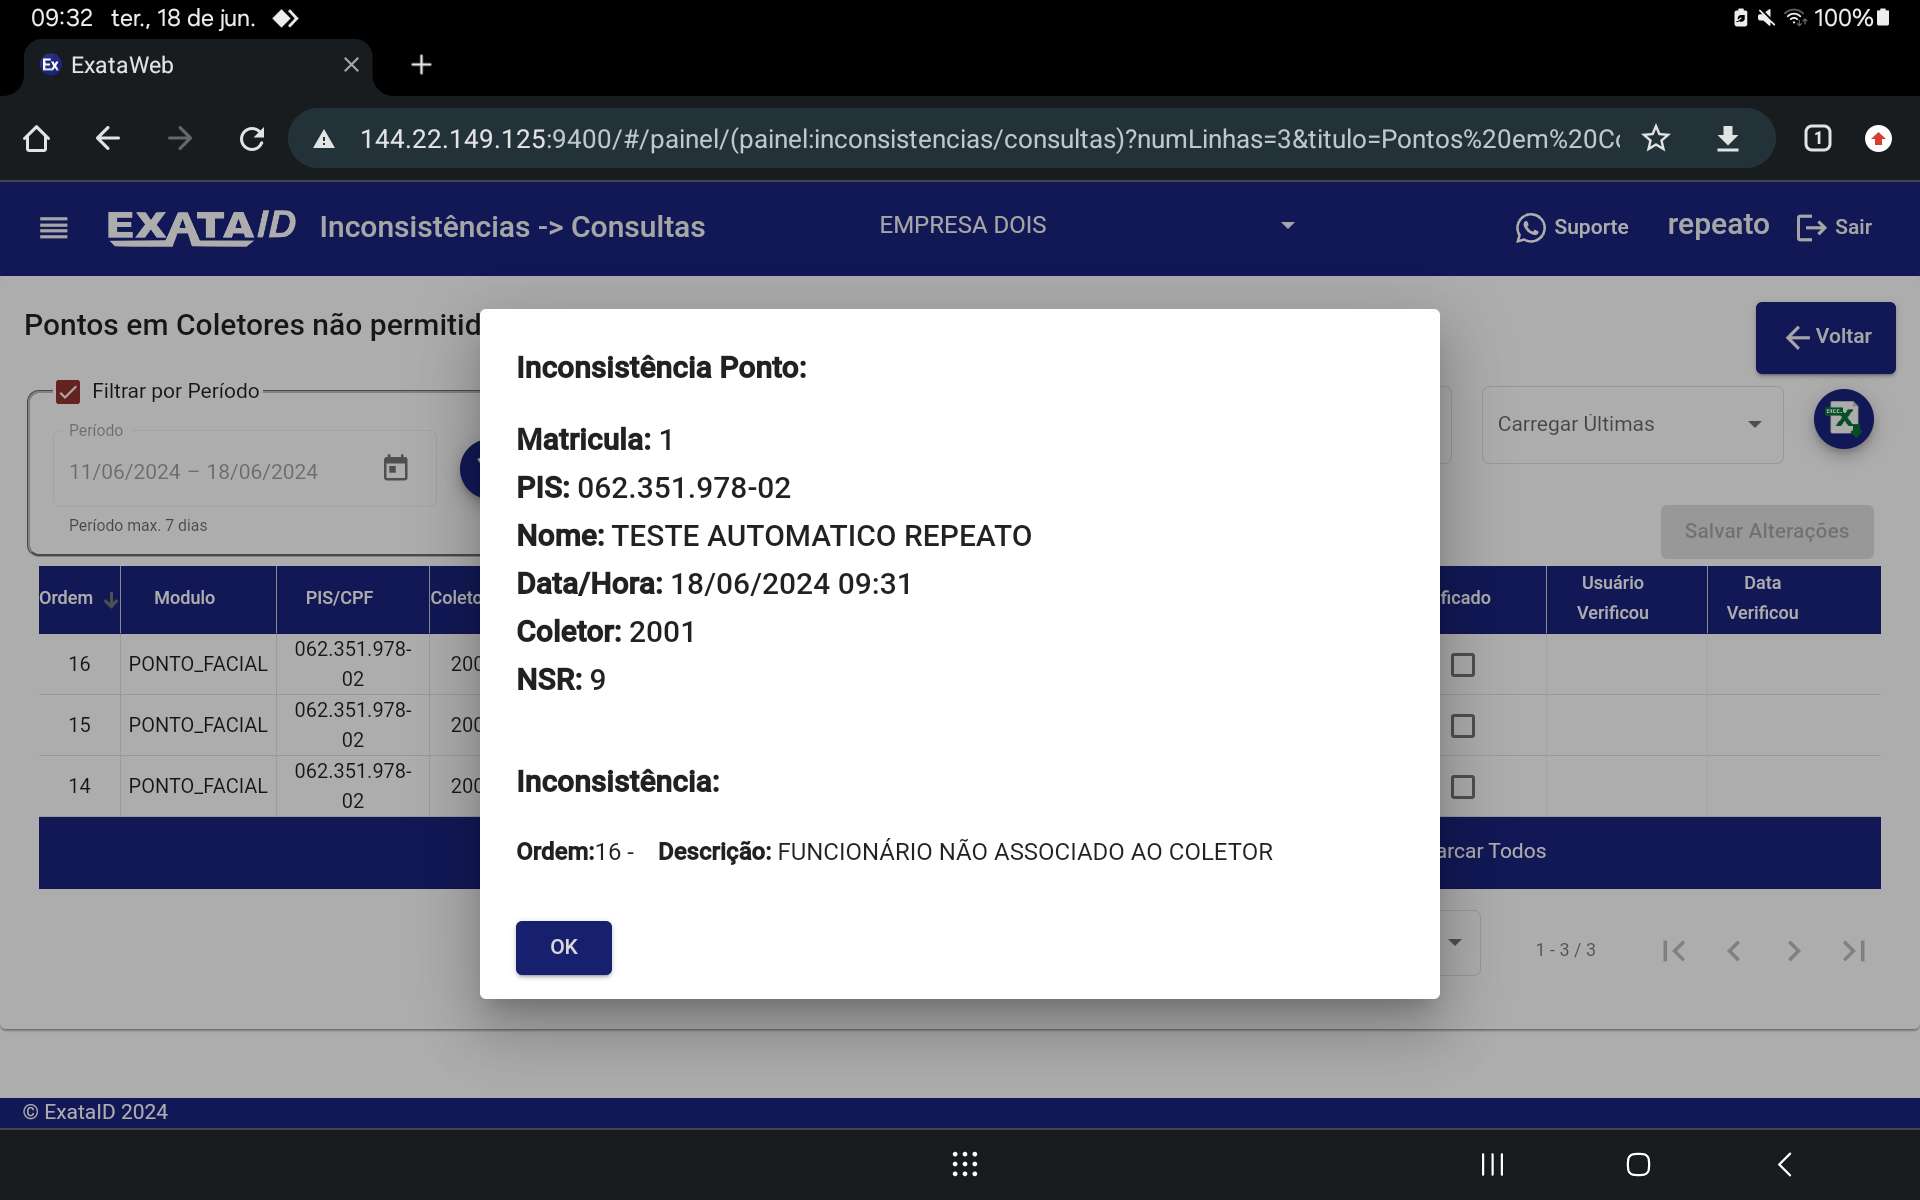 09:32 ter., 18 de jun.
100%
Ex ExataWeb
144.22.149.125:9400/#/painel/(painel:inconsistencias/consultas)?numLinhas=3&titulo=Pontos%20em%20Co
1
EXATAID Inconsistências -> Consultas
EMPRESA DOIS
Suporte
repeato
Sair
Pontos em Coletores não permitid
Voltar
Filtrar por Período
Período
11/06/2024 – 18/06/2024
Período max. 7 dias
Carregar Últimas
Salvar Alterações
Ordem Modulo PIS/CPF Coleto ficado Usuário Verificou Data Verificou
16 PONTO_FACIAL 062.351.978-02 200
15 PONTO_FACIAL 062.351.978-02 200
14 PONTO_FACIAL 062.351.978-02 200
arcar Todos
1 - 3 / 3
Inconsistência Ponto:
Matricula: 1
PIS: 062.351.978-02
Nome: TESTE AUTOMATICO REPEATO
Data/Hora: 18/06/2024 09:31
Coletor: 2001
NSR: 9
Inconsistência:
Ordem:16 - Descrição: FUNCIONÁRIO NÃO ASSOCIADO AO COLETOR
OK
© ExataID 2024